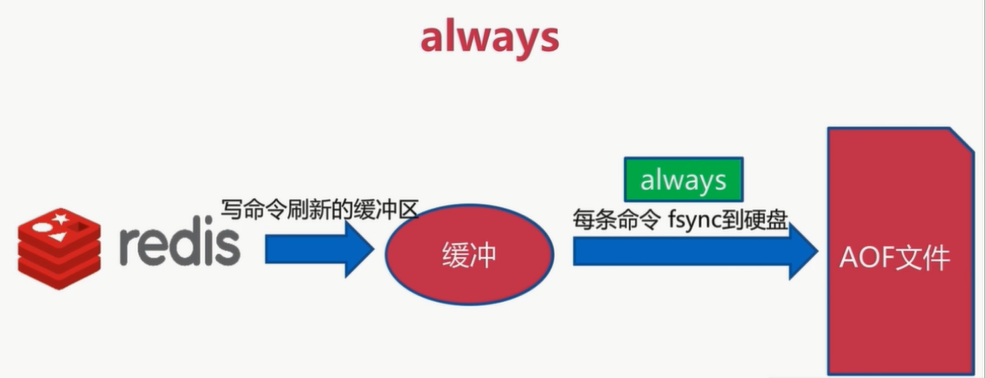 always
always
写命令刷新的缓冲区
每条命令 fsync到硬盘
redis
缓冲
AOF文件